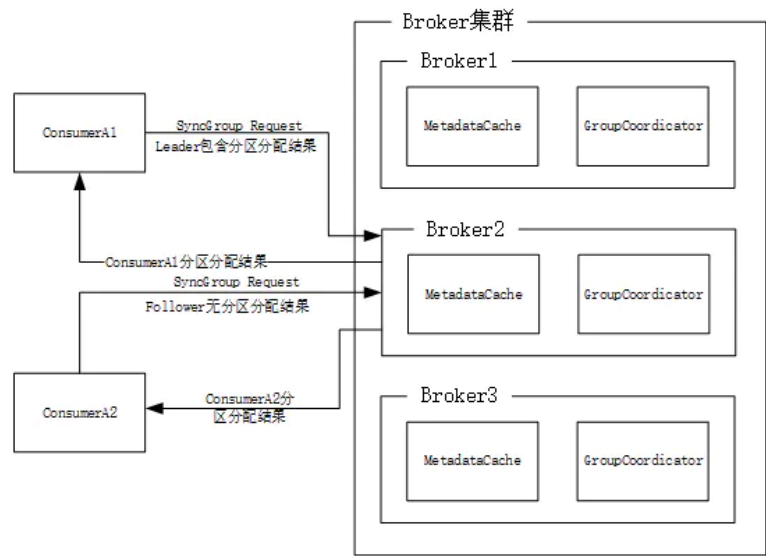 Broker集群
Broker1
MetadataCache
GroupCoordicator
ConsumerA1
SyncGroup Request
Leader包含分区分配结果
Broker2
ConsumerA1分区分配结果
SyncGroup Request
Follower无分区分配结果
MetadataCache
GroupCoordicator
ConsumerA2
ConsumerA2分
区分配结果
Broker3
MetadataCache
GroupCoordicator